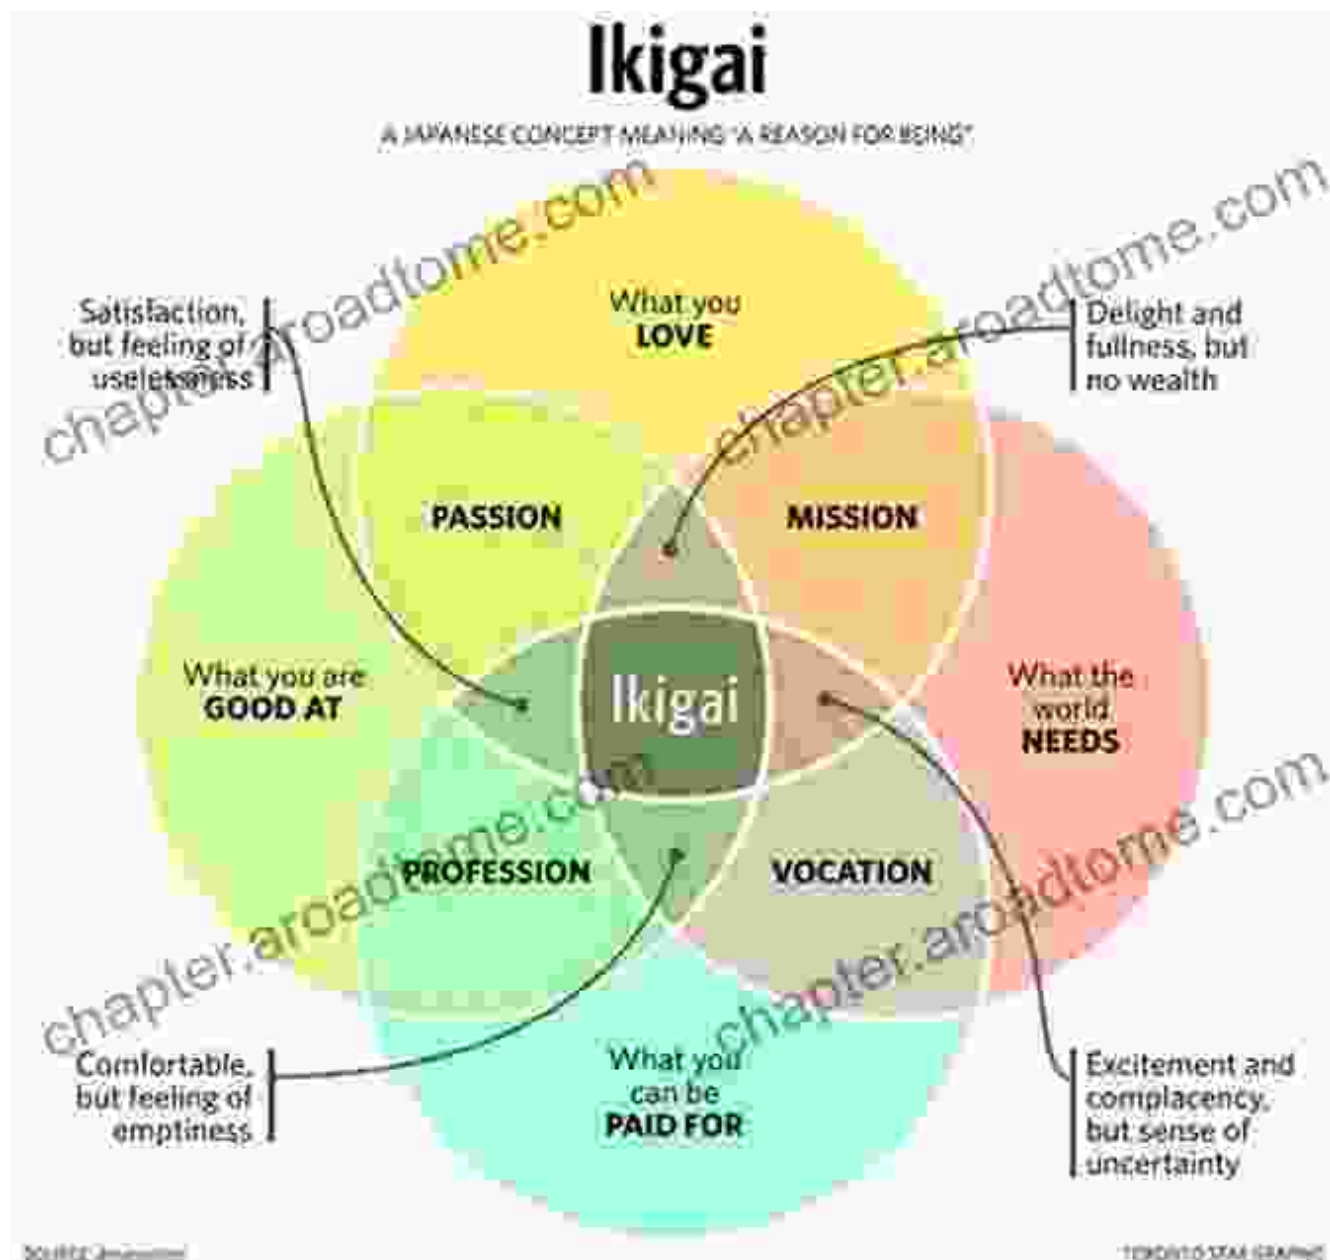 Ikigai
A JAPANESE CONCEPT MEANING "A REASON FOR BEING"
What you
LOVE
Satisfaction,
but feeling of
uselessness
Delight and
fullness, but
no wealth
PASSION
MISSION
What you are
GOOD AT
Ikigai
What the
world
NEEDS
PROFESSION
VOCATION
Comfortable,
but feeling of
emptiness
What you
can be
PAID FOR
Excitement and
complacency,
but sense of
uncertainty
SOURCE:
TORONTO STAR GRAPHIC
chapter.aroadtome.com
chapter.aroadtome.com
chapter.aroadtome.com
chapter.aroadtome.com